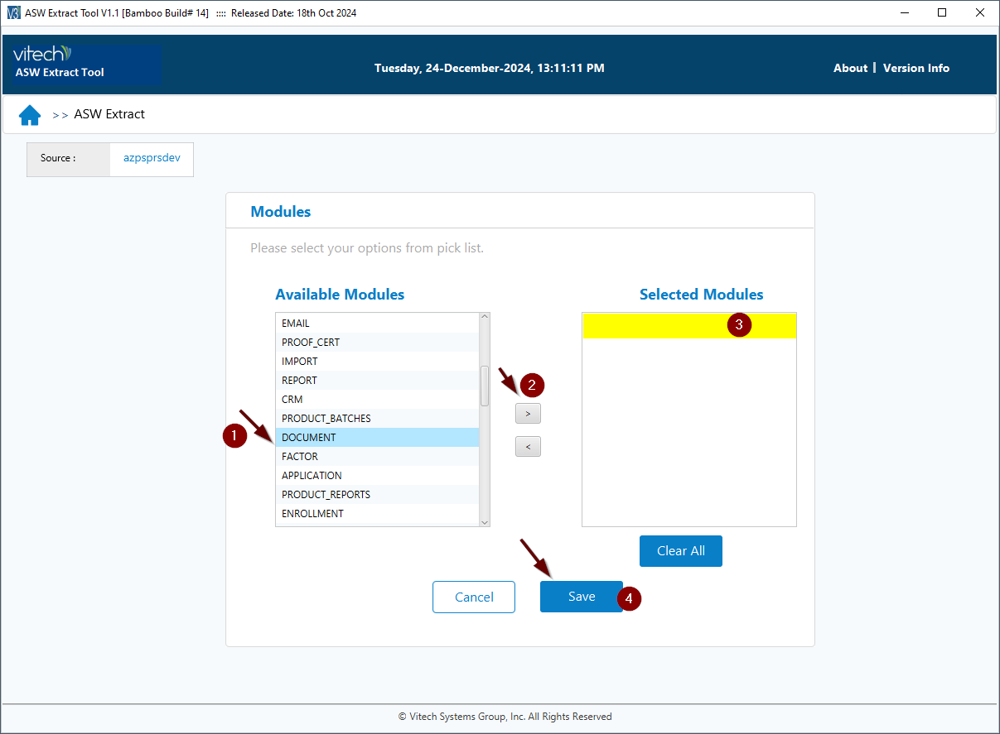 V3 ASW Extract Tool V1.1 [Bamboo Build# 14] :::: Released Date: 18th Oct 2024
vitech
ASW Extract Tool
Tuesday, 24-December-2024, 13:11:11 PM
About | Version Info
>> ASW Extract
Source :
azpsprsdev
Modules
Please select your options from pick list.
Available Modules
Selected Modules
EMAIL
PROOF_CERT
IMPORT
REPORT
CRM
PRODUCT_BATCHES
DOCUMENT
FACTOR
APPLICATION
PRODUCT_REPORTS
ENROLLMENT
1
2
>
<
3
Clear All
Cancel
Save
4
© Vitech Systems Group, Inc. All Rights Reserved